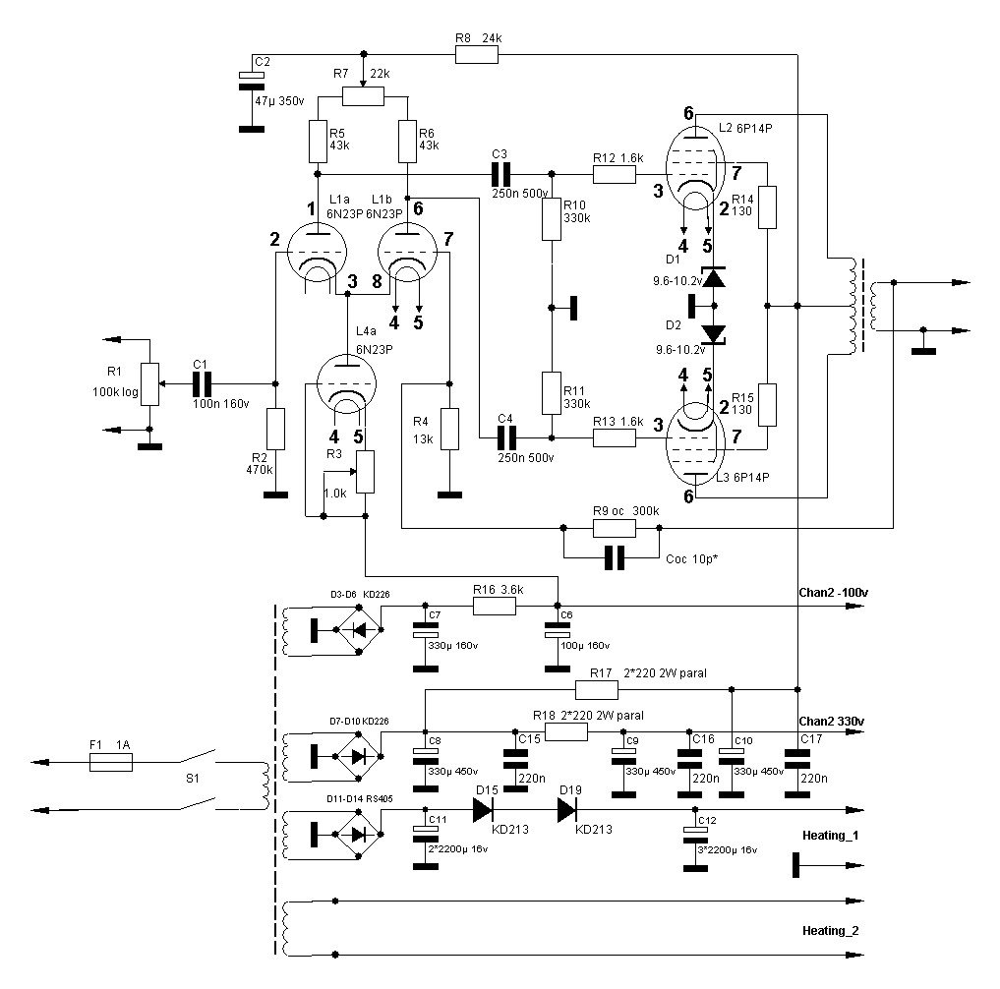 R8 24k
C2
47µ 350v
R7 22k
R5
43k
R6
43k
C3
250n 500v
R12 1.6k
6
L2 6P14P
7
3
2
R14
130
R10
330k
4 5
L1a
6N23P
L1b
6N23P
1
6
2
7
3 8
4 5
D1
9.6-10.2v
D2
9.6-10.2v
L4a
6N23P
R1
100k log
C1
100n 160v
4 5
R2
470k
R3
1.0k
R4
13k
R11
330k
C4
250n 500v
R13 1.6k
4 5
3
2
7
R15
130
L3 6P14P
6
R9 oc 300k
Coc 10p*
D3-D6 KD226
R16 3.6k
Chan2 -100v
C7
330µ 160v
C6
100µ 160v
R17 2*220 2W paral
D7-D10 KD226
R18 2*220 2W paral
Chan2 330v
C8
330µ 450v
C15
220n
C9
330µ 450v
C16
220n
C10
330µ 450v
C17
220n
F1 1A
S1
D11-D14 RS405
D15
KD213
D19
KD213
C11
2*2200µ 16v
C12
3*2200µ 16v
Heating_1
Heating_2